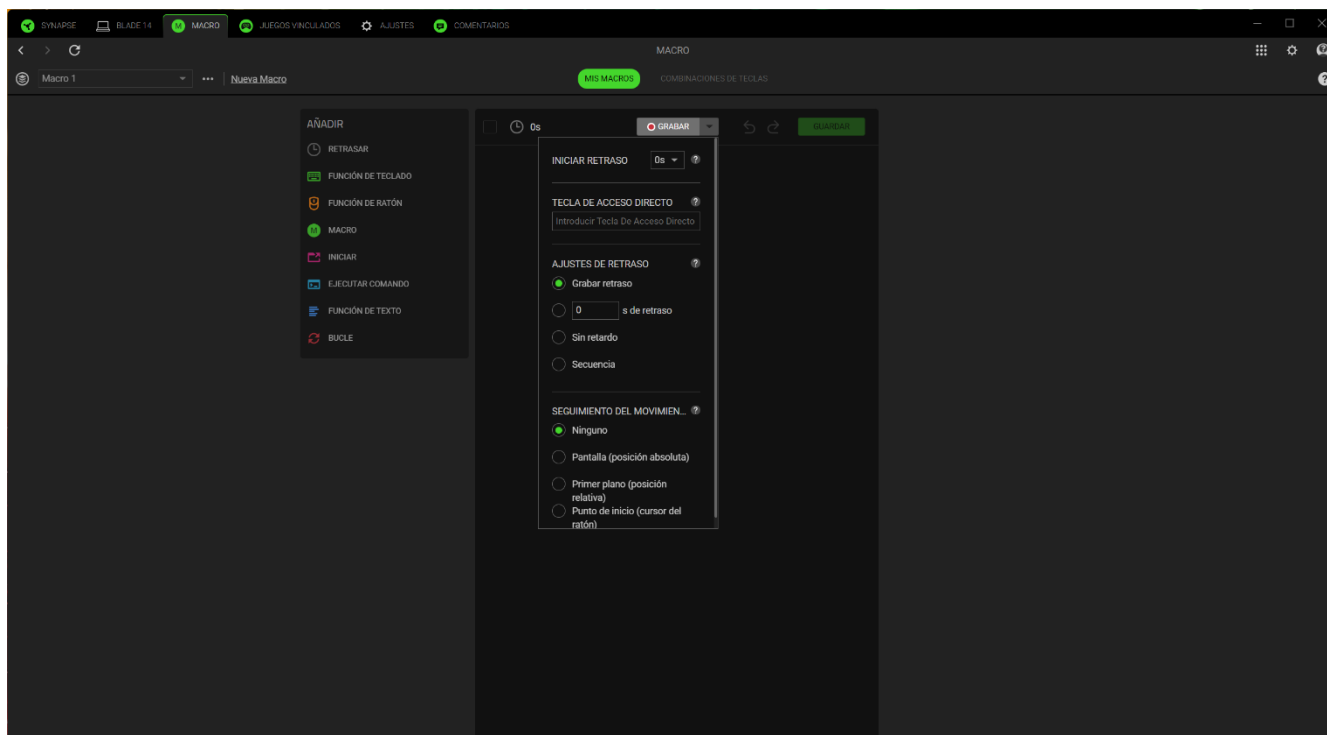 SYNAPSE
BLADE 14
MACRO
JUEGOS VINCULADOS
AJUSTES
COMENTARIOS
MACRO
Macro 1
Nueva Macro
MIS MACROS
COMBINACIONES DE TECLAS
AÑADIR
RETRASAR
FUNCIÓN DE TECLADO
FUNCIÓN DE RATÓN
MACRO
INICIAR
EJECUTAR COMANDO
FUNCIÓN DE TEXTO
BUCLE
0s
GRABAR
GUARDAR
INICIAR RETRASO
0s
TECLA DE ACCESO DIRECTO
Introducir Tecla De Acceso Directo
AJUSTES DE RETRASO
Grabar retraso
0 s de retraso
Sin retardo
Secuencia
SEGUIMIENTO DEL MOVIMIEN...
Ninguno
Pantalla (posición absoluta)
Primer plano (posición
relativa)
Punto de inicio (cursor del
ratón)